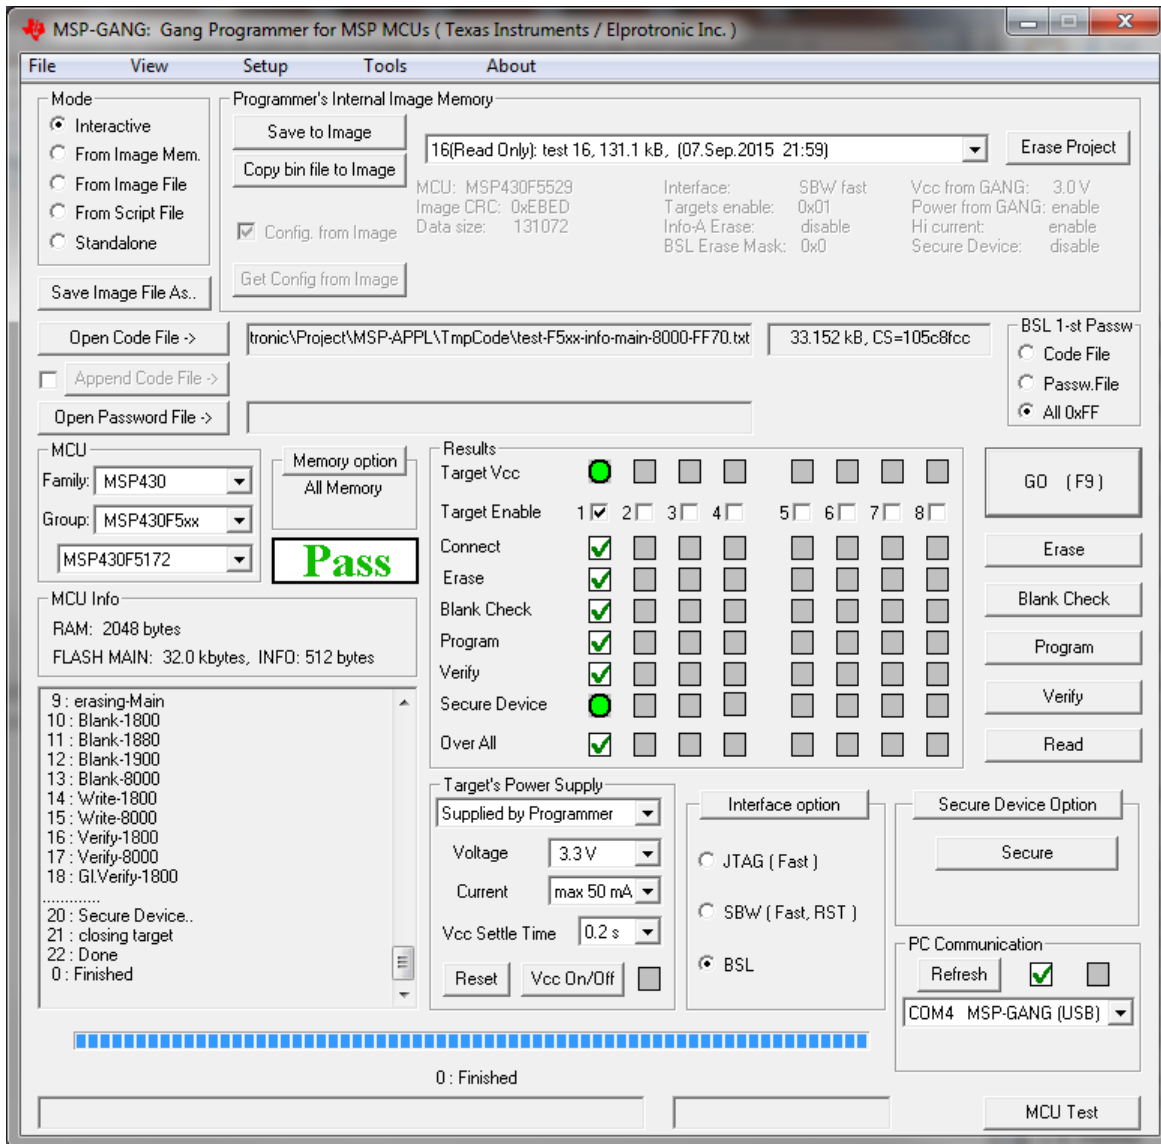 MSP-GANG: Gang Programmer for MSP MCUs ( Texas Instruments / Elprotronic Inc. )
File View Setup Tools About
Mode
Interactive
From Image Mem.
From Image File
From Script File
Standalone
Save Image File As..
Programmer's Internal Image Memory
Save to Image
Copy bin file to Image
Config. from Image
Get Config from Image
16(Read Only): test 16, 131.1 kB, (07.Sep.2015 21:59)
Erase Project
MCU: MSP430F5529 Interface: SBW fast Vcc from GANG: 3.0 V
Image CRC: 0xEBED Targets enable: 0x01 Power from GANG: enable
Data size: 131072 Info-A Erase: disable Hi current: enable
BSL Erase Mask: 0x0 Secure Device: disable
Open Code File -> tronic\Project\MSP-APPL\TmpCode\test-F5xx-info-main-8000-FF70.txt 33.152 kB, CS=105c8fcc
Append Code File ->
Open Password File ->
BSL 1-st Passw
Code File
Passw.File
All 0xFF
MCU
Family: MSP430
Group: MSP430F5xx
MSP430F5172
Memory option
All Memory
Pass
MCU Info
RAM: 2048 bytes
FLASH MAIN: 32.0 kbytes, INFO: 512 bytes
Results
Target Vcc
Target Enable 1 2 3 4 5 6 7 8
Connect
Erase
Blank Check
Program
Verify
Secure Device
Over All
GO (F9)
Erase
Blank Check
Program
Verify
Read
9 : erasing-Main
10 : Blank-1800
11 : Blank-1880
12 : Blank-1900
13 : Blank-8000
14 : Write-1800
15 : Write-8000
16 : Verify-1800
17 : Verify-8000
18 : Gl.Verify-1800
.............
20 : Secure Device..
21 : closing target
22 : Done
0 : Finished
Target's Power Supply
Supplied by Programmer
Voltage 3.3 V
Current max 50 mA
Vcc Settle Time 0.2 s
Reset Vcc On/Off
Interface option
JTAG ( Fast )
SBW ( Fast, RST )
BSL
Secure Device Option
Secure
PC Communication
Refresh
COM4 MSP-GANG (USB)
0 : Finished
MCU Test